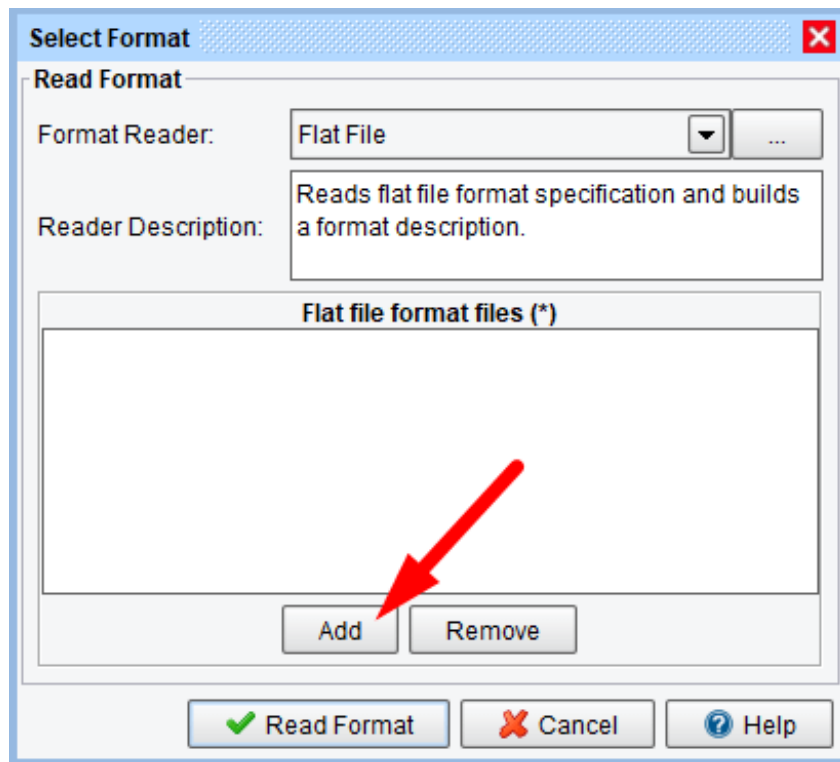 Select Format
Read Format
Format Reader:
Flat File
...
Reader Description:
Reads flat file format specification and builds
a format description.
Flat file format files (*)
Add
Remove
Read Format
Cancel
Help